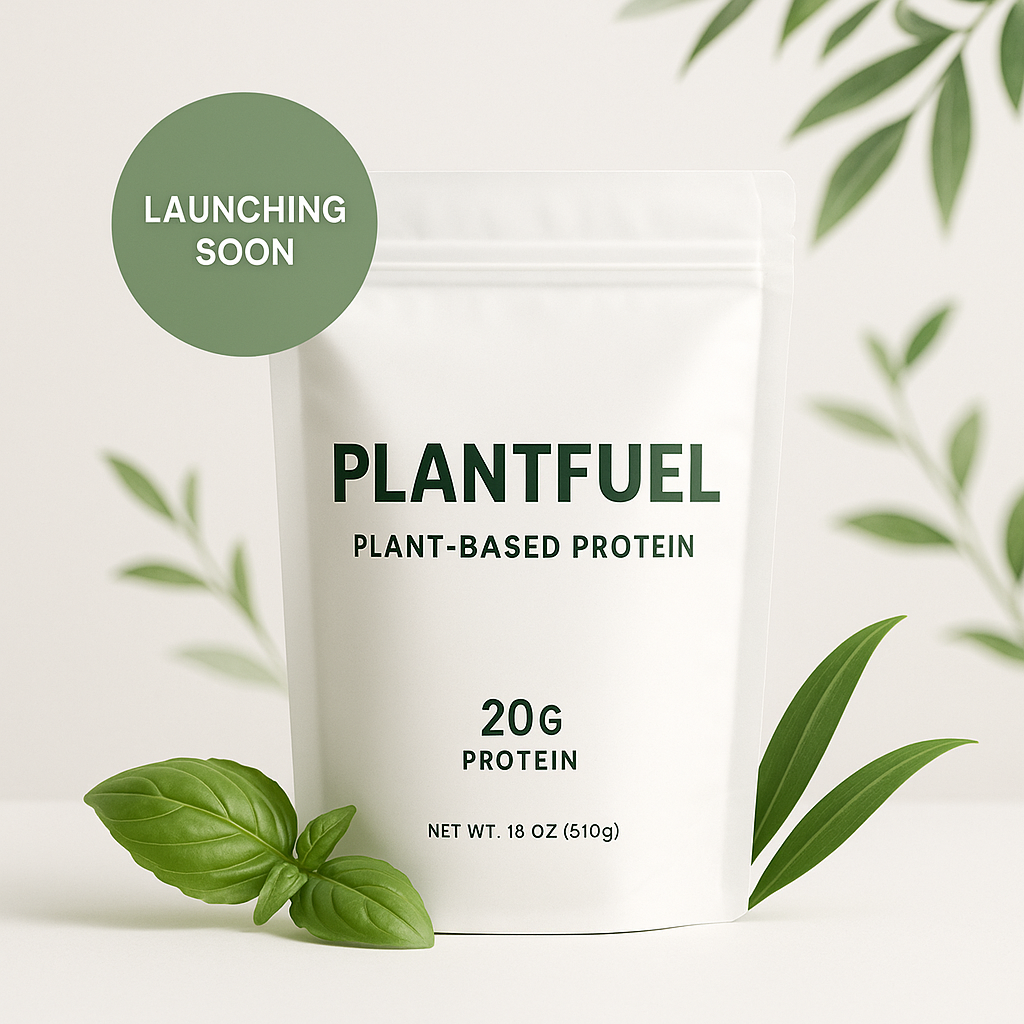 LAUNCHING
SOON
PLANTFUEL
PLANT-BASED PROTEIN
20G
PROTEIN
NET WT. 18 OZ (510g)